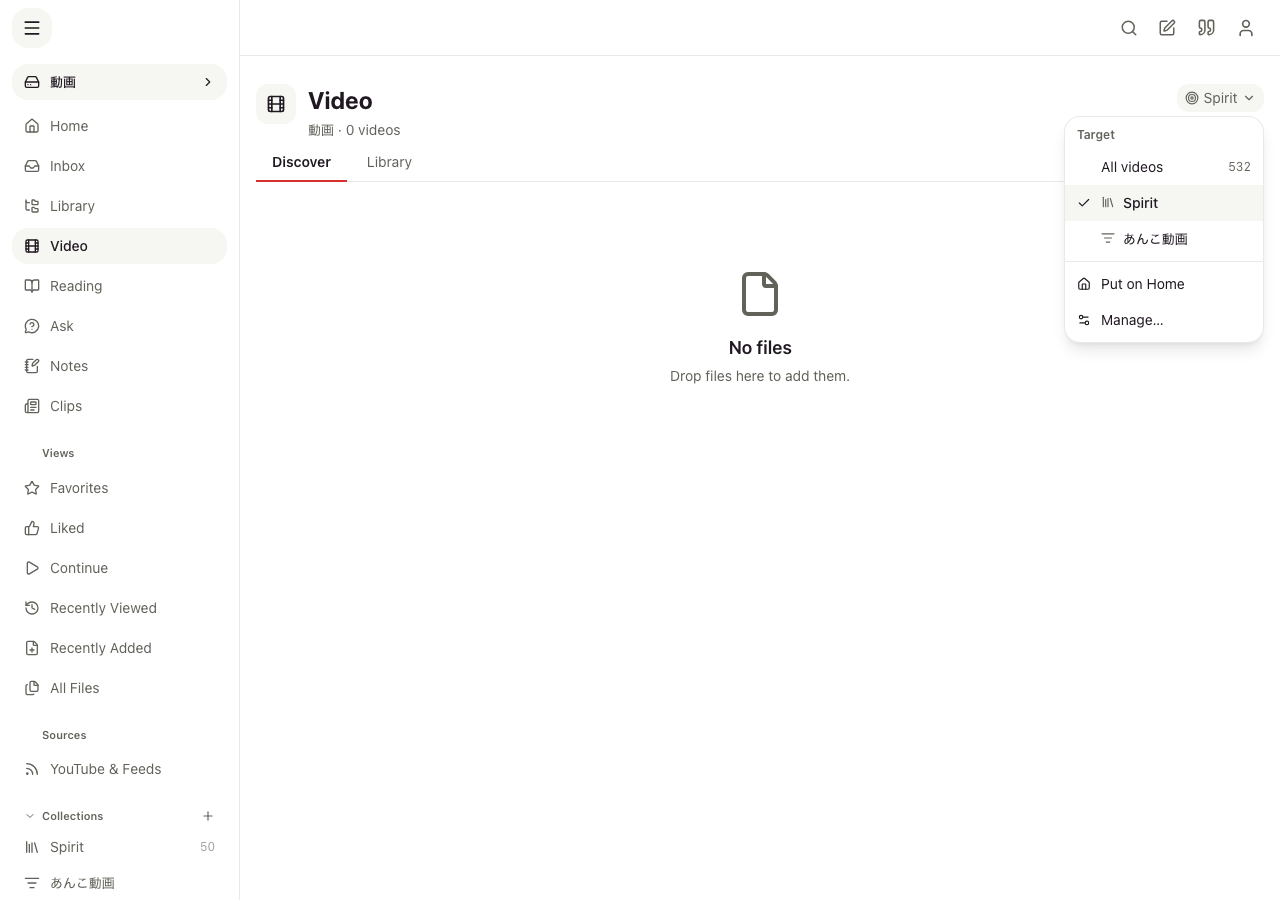 動画
Home
Inbox
Library
Video
Reading
Ask
Notes
Clips
Views
Favorites
Liked
Continue
Recently Viewed
Recently Added
All Files
Sources
YouTube & Feeds
Collections
Spirit 50
あんこ動画
Video
動画 · 0 videos
Spirit
Discover Library
Target
All videos 532
Spirit
あんこ動画
Put on Home
Manage...
No files
Drop files here to add them.